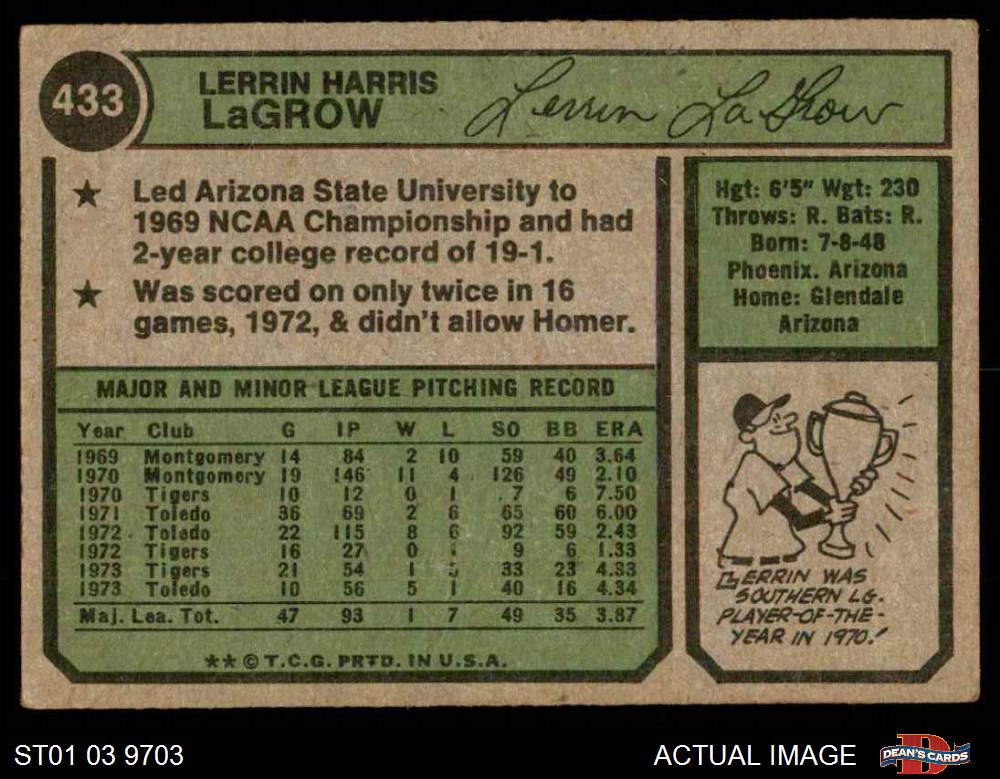 433
LERRIN HARRIS
LaGROW
Lerrin LaGrow
★ Led Arizona State University to
1969 NCAA Championship and had
2-year college record of 19-1.
★ Was scored on only twice in 16
games, 1972, & didn't allow Homer.
Hgt: 6'5" Wgt: 230
Throws: R. Bats: R.
Born: 7-8-48
Phoenix. Arizona
Home: Glendale
Arizona
MAJOR AND MINOR LEAGUE PITCHING RECORD
Year Club G IP W L SO BB ERA
1969 Montgomery 14 84 2 10 59 40 3.64
1970 Montgomery 19 146 11 4 126 49 2.10
1970 Tigers 10 12 0 1 7 6 7.50
1971 Toledo 36 69 2 6 65 60 6.00
1972 Toledo 22 115 8 6 92 59 2.43
1972 Tigers 16 27 0 9 6 1.33
1973 Tigers 21 54 1 33 23 4.33
1973 Toledo 10 56 5 1 40 16 4.34
Maj. Lea. Tot. 47 93 1 7 49 35 3.87
** © T.C.G. PRTD. IN U.S.A.
LERRIN WAS
SOUTHERN LG.
PLAYER-OF-THE-
YEAR IN 1970!
ST01 03 9703
ACTUAL IMAGE
DEAN'S CARDS